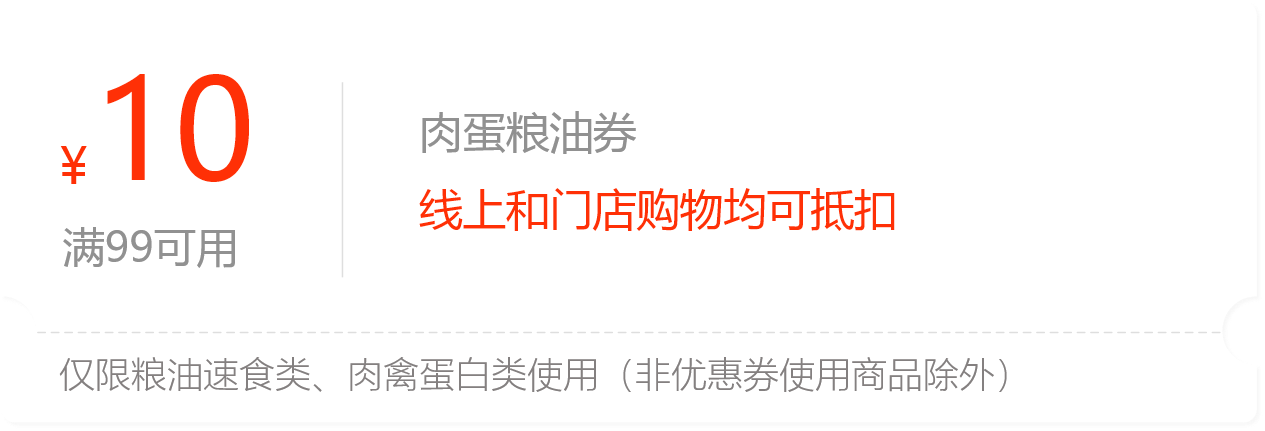 ¥10
满99可用
肉蛋粮油券
线上和门店购物均可抵扣
仅限粮油速食类、肉禽蛋白类使用（非优惠券使用商品除外）